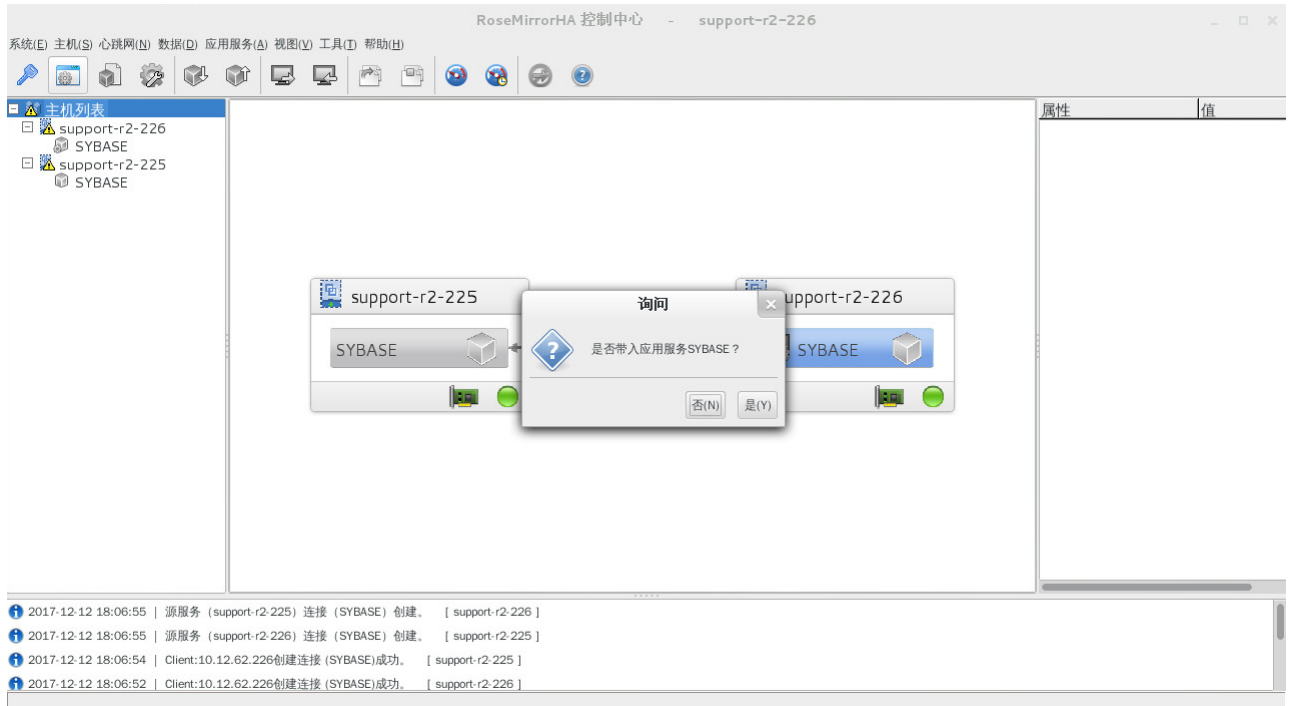 RoseMirrorHA 控制中心 - support-r2-226
系统(E) 主机(S) 心跳网(N) 数据(D) 应用服务(A) 视图(V) 工具(T) 帮助(H)
主机列表
support-r2-226
SYBASE
support-r2-225
SYBASE
属性 值
support-r2-225
SYBASE
upport-r2-226
SYBASE
询问
是否带入应用服务SYBASE？
否(N) 是(Y)
2017-12-12 18:06:55 | 源服务（support-r2-225）连接（SYBASE）创建。 [ support-r2-226 ]
2017-12-12 18:06:55 | 源服务（support-r2-226）连接（SYBASE）创建。 [ support-r2-225 ]
2017-12-12 18:06:54 | Client:10.12.62.226创建连接 (SYBASE)成功。 [ support-r2-225 ]
2017-12-12 18:06:52 | Client:10.12.62.226创建连接 (SYBASE)成功。 [ support-r2-226 ]